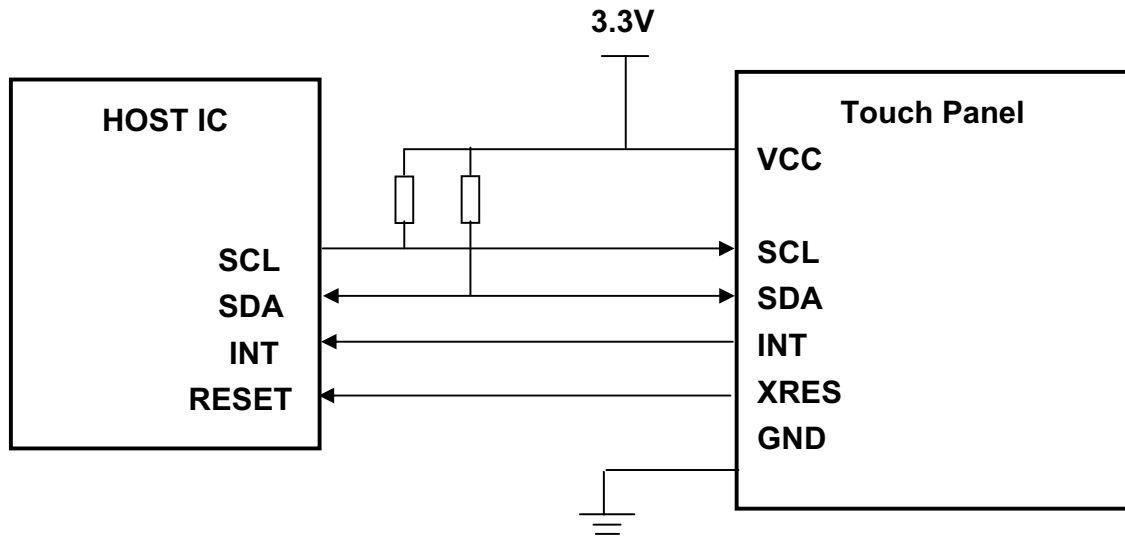 3.3V
HOST IC
SCL
SDA
INT
RESET
Touch Panel
VCC
SCL
SDA
INT
XRES
GND